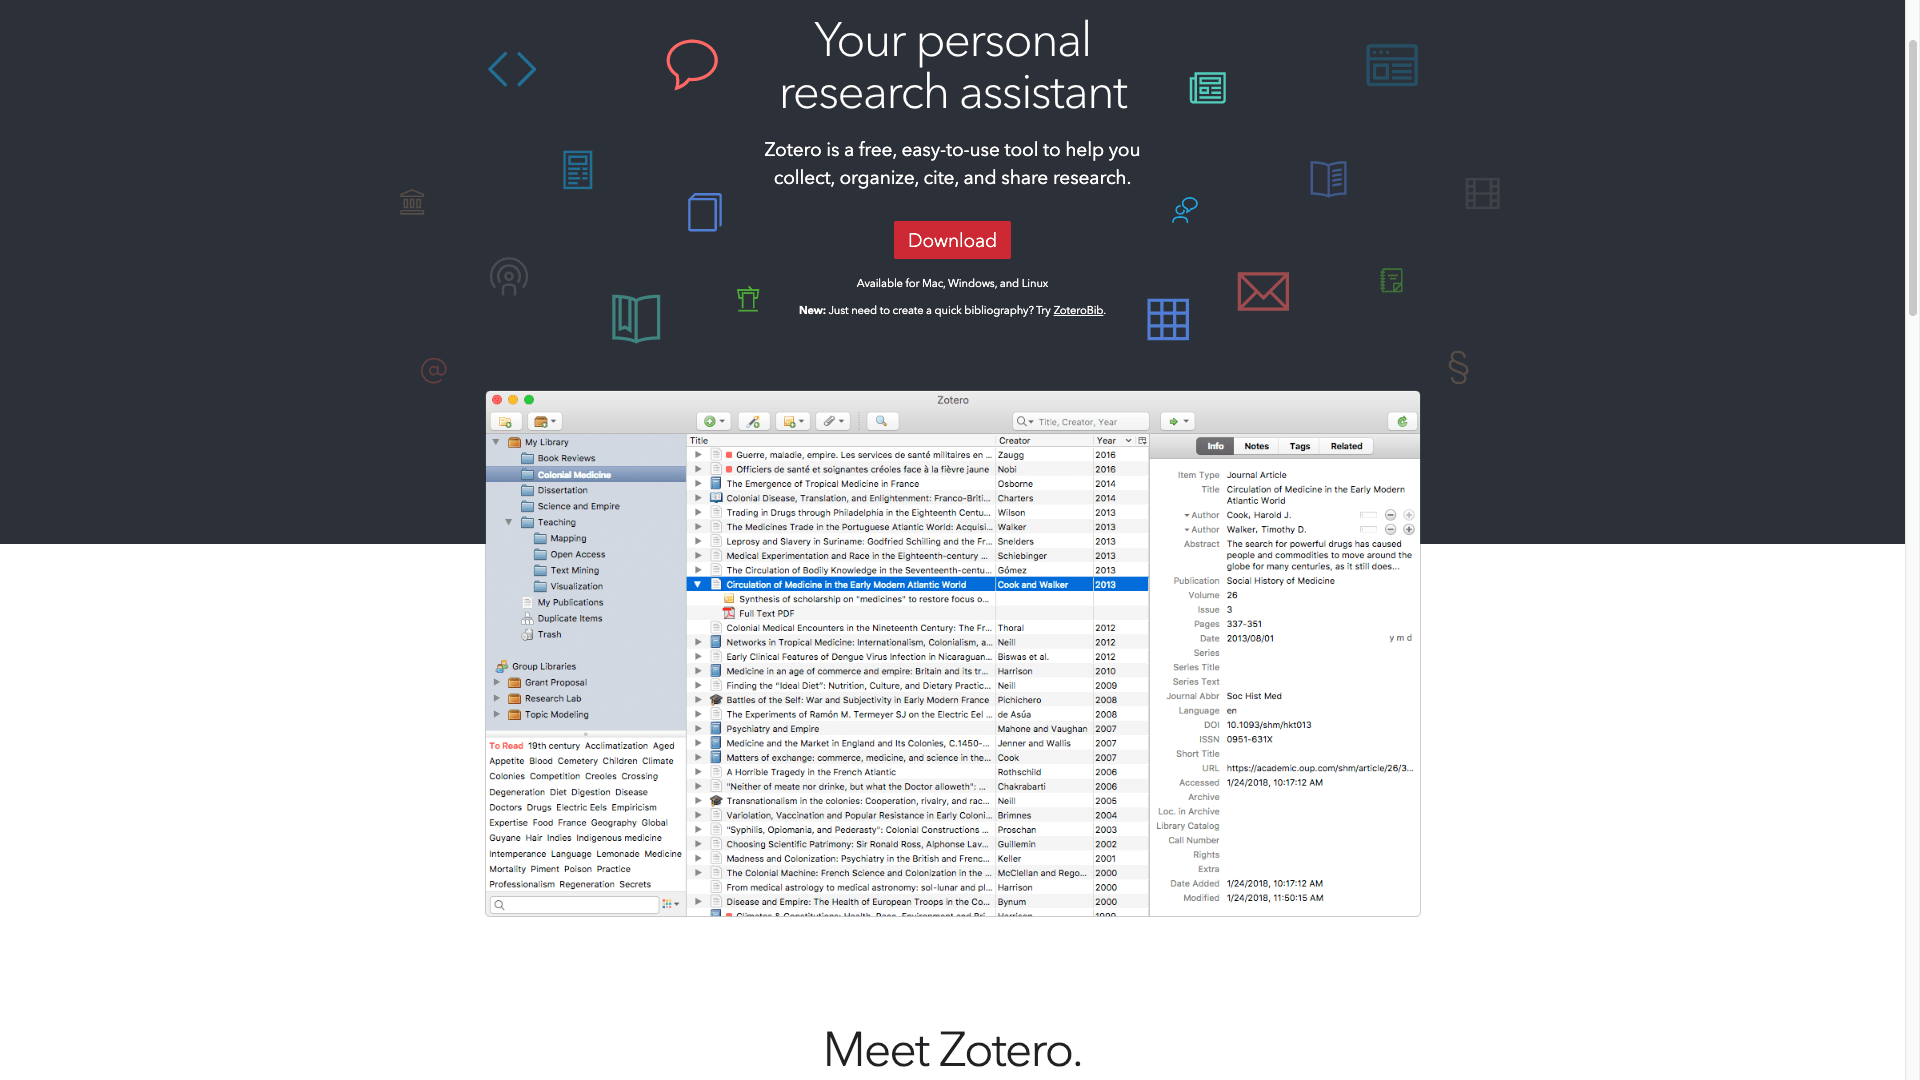 Your personal
research assistant
Zotero is a free, easy-to-use tool to help you
collect, organize, cite, and share research.
Download
Available for Mac, Windows, and Linux
New: Just need to create a quick bibliography? Try ZoteroBib.
@
§
Zotero
Title, Creator, Year
My Library
Book Reviews
Colonial Medicine
Dissertation
Science and Empire
Teaching
Mapping
Open Access
Text Mining
Visualization
My Publications
Duplicate Items
Trash
Group Libraries
Grant Proposal
Research Lab
Topic Modeling
To Read 19th century Acclimatization Aged
Appetite Blood Cemetery Children Climate
Colonies Competition Creoles Crossing
Degeneration Diet Digestion Disease
Doctors Drugs Electric Eels Empiricism
Expertise Food France Geography Global
Guyane Hair Indies Indigenous medicine
Intemperance Language Lemonade Medicine
Mortality Piment Poison Practice
Professionalism Regeneration Secrets
Title Creator Year
Guerre, maladie, empire. Les services de santé militaires en ... Zaugg 2016
Officiers de santé et soignantes créoles face à la fièvre jaune Nobi 2016
The Emergence of Tropical Medicine in France Osborne 2014
Colonial Disease, Translation, and Enlightenment: Franco-Briti... Charters 2014
Trading in Drugs through Philadelphia in the Eighteenth Centu... Wilson 2013
The Medicines Trade in the Portuguese Atlantic World: Acquisi... Walker 2013
Leprosy and Slavery in Suriname: Godfried Schilling and the Fr... Snelders 2013
Medical Experimentation and Race in the Eighteenth-century ... Schiebinger 2013
The Circulation of Bodily Knowledge in the Seventeenth-centu... Gómez 2013
Circulation of Medicine in the Early Modern Atlantic World Cook and Walker 2013
Synthesis of scholarship on "medicines" to restore focus o...
Full Text PDF
Colonial Medical Encounters in the Nineteenth Century: The Fr... Thoral 2012
Networks in Tropical Medicine: Internationalism, Colonialism, a... Neill 2012
Early Clinical Features of Dengue Virus Infection in Nicaraguan... Biswas et al. 2012
Medicine in an age of commerce and empire: Britain and its tr... Harrison 2010
Finding the “Ideal Diet”: Nutrition, Culture, and Dietary Practic... Neill 2009
Battles of the Self: War and Subjectivity in Early Modern France Pichichero 2008
The Experiments of Ramón M. Termeyer SJ on the Electric Eel ... de Asúa 2008
Psychiatry and Empire Mahone and Vaughan 2007
Medicine and the Market in England and Its Colonies, C.1450-... Jenner and Wallis 2007
Matters of exchange: commerce, medicine, and science in the... Cook 2007
A Horrible Tragedy in the French Atlantic Rothschild 2006
"Neither of meate nor drinke, but what the Doctor alloweth": ... Chakrabarti 2006
Transnationalism in the colonies: Cooperation, rivalry, and rac... Neill 2005
Variolation, Vaccination and Popular Resistance in Early Coloni... Brimnes 2004
"Syphilis, Opiomania, and Pederasty": Colonial Constructions ... Proschan 2003
Choosing Scientific Patrimony: Sir Ronald Ross, Alphonse Lav... Guillemin 2002
Madness and Colonization: Psychiatry in the British and Frenc... Keller 2001
The Colonial Machine: French Science and Colonization in the ... McClellan and Rego... 2000
From medical astrology to medical astronomy: sol-lunar and pl... Harrison 2000
Disease and Empire: The Health of European Troops in the Co... Bynum 2000
Climates & Constitutions: Health, Race, Environment and Bri... Harrison 1999
Info Notes Tags Related
Item Type Journal Article
Title Circulation of Medicine in the Early Modern
Atlantic World
Author Cook, Harold J.
Author Walker, Timothy D.
Abstract The search for powerful drugs has caused
people and commodities to move around the
globe for many centuries, as it still does...
Publication Social History of Medicine
Volume 26
Issue 3
Pages 337-351
Date 2013/08/01 y m d
Series
Series Title
Series Text
Journal Abbr Soc Hist Med
Language en
DOI 10.1093/shm/hkt013
ISSN 0951-631X
Short Title
URL https://academic.oup.com/shm/article/26/3...
Accessed 1/24/2018, 10:17:12 AM
Archive
Loc. in Archive
Library Catalog
Call Number
Rights
Extra
Date Added 1/24/2018, 10:17:12 AM
Modified 1/24/2018, 11:50:15 AM
Meet Zotero.